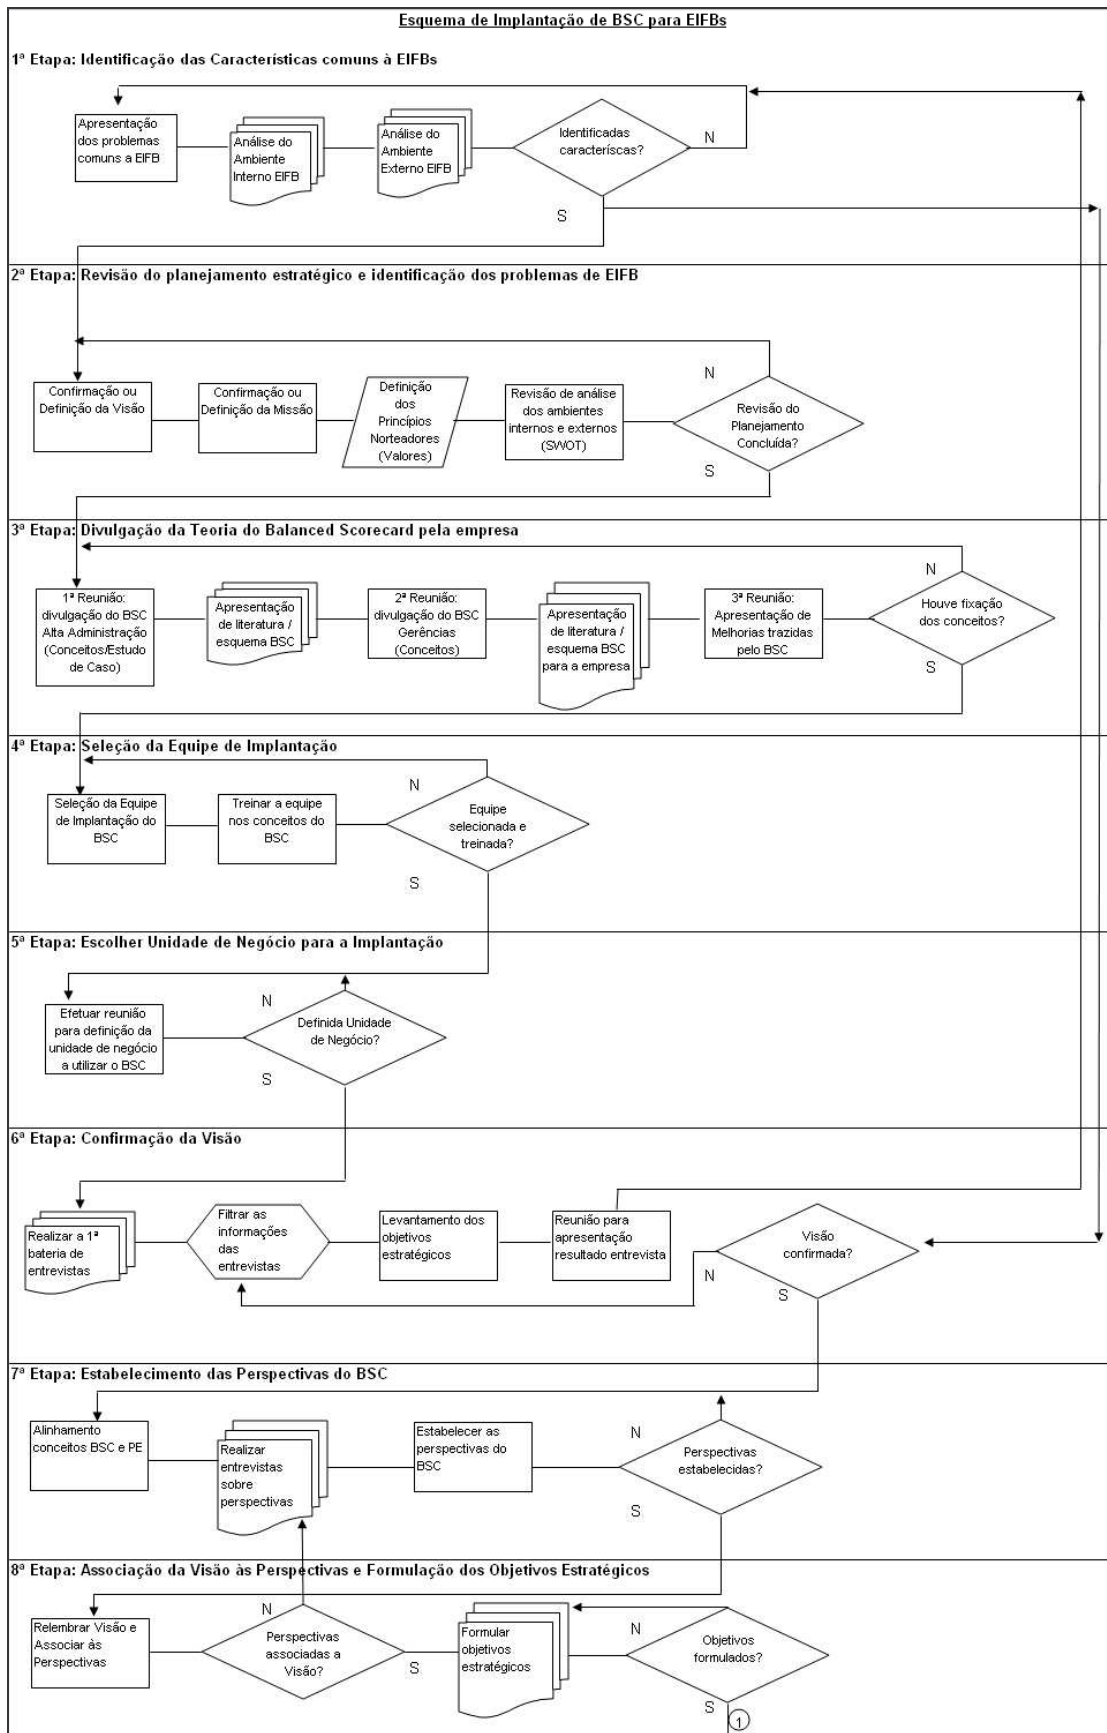 Esquema de Implantação de BSC para EIFBs
1ª Etapa: Identificação das Características comuns à EIFBs
Apresentação
dos problemas
comuns a EIFB
Análise do
Ambiente
Interno EIFB
Análise do
Ambiente
Externo EIFB
Identificadas
caracteríscas?
N
S
2ª Etapa: Revisão do planejamento estratégico e identificação dos problemas de EIFB
Confirmação ou
Definição da Visão
Confirmação ou
Definição da Missão
Definição
dos
Princípios
Norteadores
(Valores)
Revisão de análise
dos ambientes
internos e externos
(SWOT)
N
Revisão do
Planejamento
Concluída?
S
3ª Etapa: Divulgação da Teoria do Balanced Scorecard pela empresa
1ª Reunião:
divulgação do BSC
Alta Administração
(Conceitos/Estudo
de Caso)
Apresentação
de literatura /
esquema BSC
2ª Reunião:
divulgação do BSC
Gerências
(Conceitos)
Apresentação
de literatura /
esquema BSC
para a empresa
3ª Reunião:
Apresentação de
Melhorias trazidas
pelo BSC
N
Houve fixação
dos conceitos?
S
4ª Etapa: Seleção da Equipe de Implantação
Seleção da Equipe
de Implantação do
BSC
Treinar a equipe
nos conceitos do
BSC
N
Equipe
selecionada e
treinada?
S
5ª Etapa: Escolher Unidade de Negócio para a Implantação
Efetuar reunião
para definição da
unidade de negócio
a utilizar o BSC
N
Definida Unidade
de Negócio?
S
6ª Etapa: Confirmação da Visão
Realizar a 1ª
bateria de
entrevistas
Filtrar as
informações
das
entrevistas
Levantamento dos
objetivos
estratégicos
Reunião para
apresentação
resultado entrevista
Visão
confirmada?
N
S
7ª Etapa: Estabelecimento das Perspectivas do BSC
Alinhamento
conceitos BSC e PE
Realizar
entrevistas
sobre
perspectivas
Estabelecer as
perspectivas do
BSC
N
Perspectivas
estabelecidas?
S
8ª Etapa: Associação da Visão às Perspectivas e Formulação dos Objetivos Estratégicos
Relembrar Visão e
Associar às
Perspectivas
N
Perspectivas
associadas a
Visão?
S
Formular
objetivos
estratégicos
N
Objetivos
formulados?
S
1